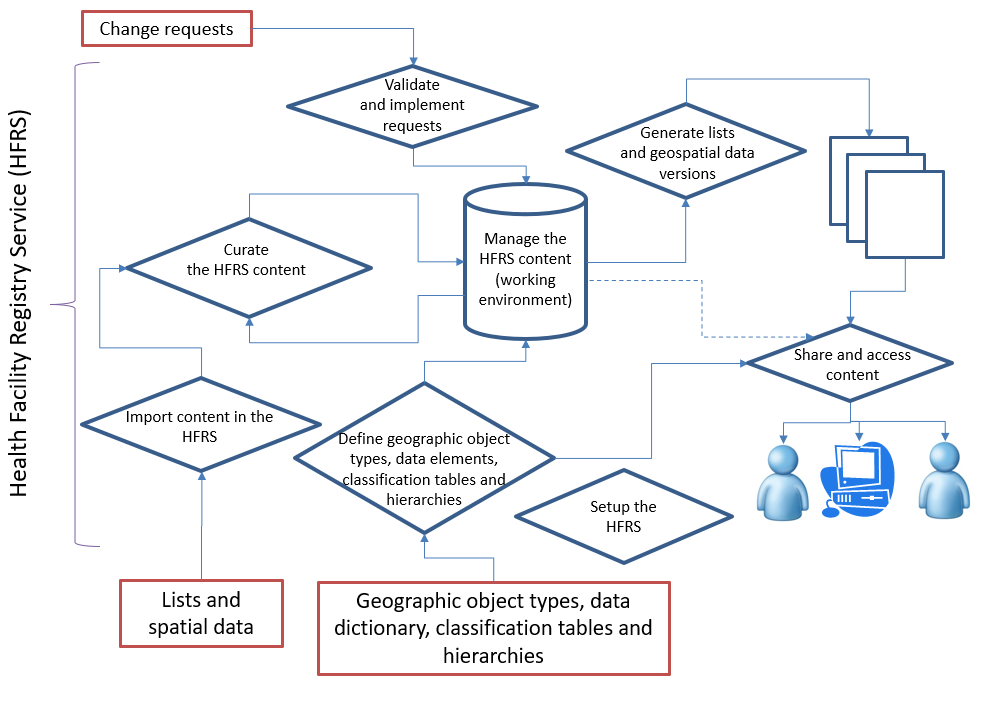 Change requests
Health Facility Registry Service (HFRS)
Validate
and implement
requests
Generate lists
and geospatial data
versions
Curate
the HFRS content
Manage the
HFRS content
(working
environment)
Share and access
content
Import content in the
HFRS
Define geographic object
types, data elements,
classification tables and
hierarchies
Setup the
HFRS
Lists and
spatial data
Geographic object types, data
dictionary, classification tables and
hierarchies